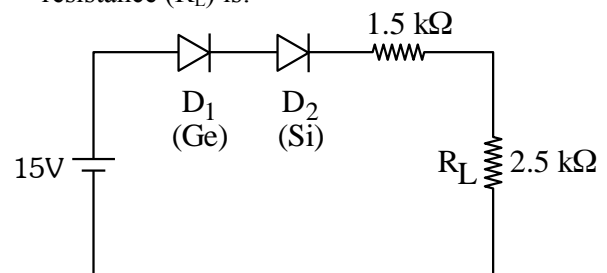 resistance (R_L) is:
1.5 kΩ
D₁ D₂
(Ge) (Si)
15V
R_L 2.5 kΩ